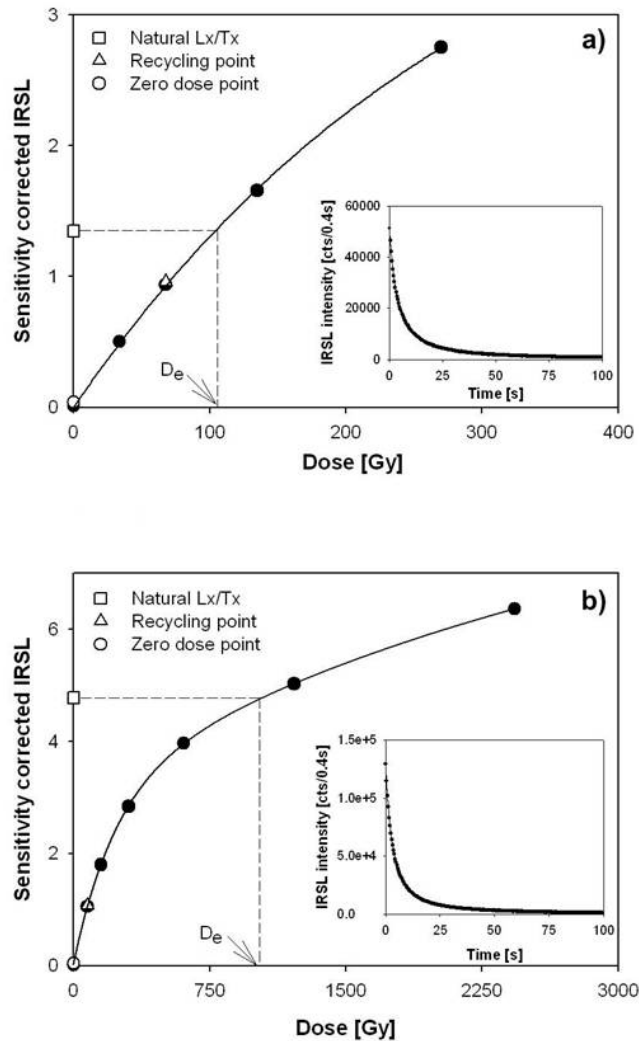 a)
Natural Lx/Tx
Recycling point
Zero dose point
Sensitivity corrected IRSL
3
2
1
0
De
0 100 200 300 400
Dose [Gy]
IRSL intensity [cts/0.4s]
60000
40000
20000
0
0 25 50 75 100
Time [s]
b)
Natural Lx/Tx
Recycling point
Zero dose point
Sensitivity corrected IRSL
6
4
2
0
De
0 750 1500 2250 3000
Dose [Gy]
IRSL intensity [cts/0.4s]
1.5e+5
1.0e+5
5.0e+4
0.0
0 25 50 75 100
Time [s]